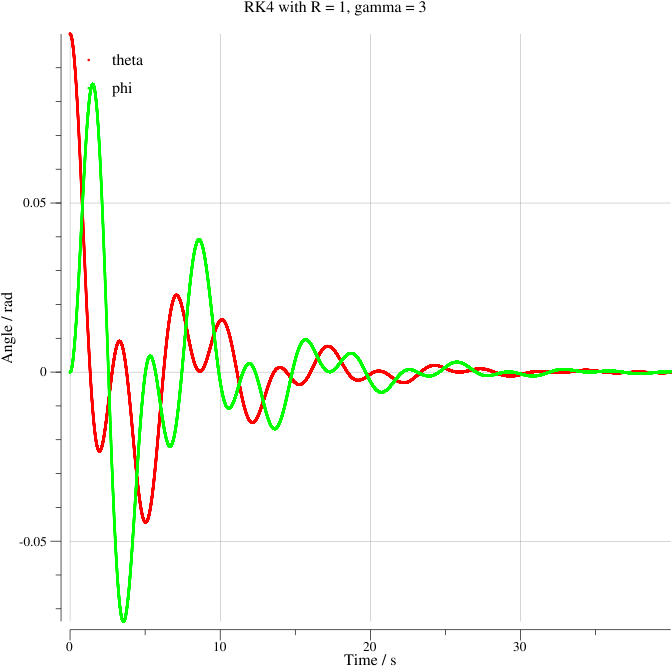 RK4 with R = 1, gamma = 3
theta
phi
0.05
0
-0.05
Angle / rad
0 10 20 30
Time / s